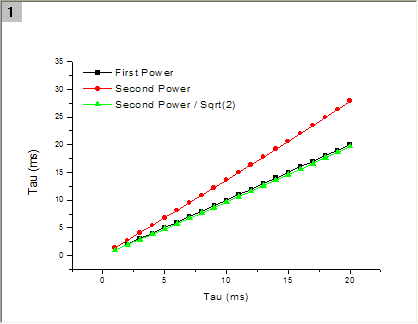 1
35
30
25
20
15
10
5
0
Tau (ms)
First Power
Second Power
Second Power / Sqrt(2)
0 5 10 15 20
Tau (ms)